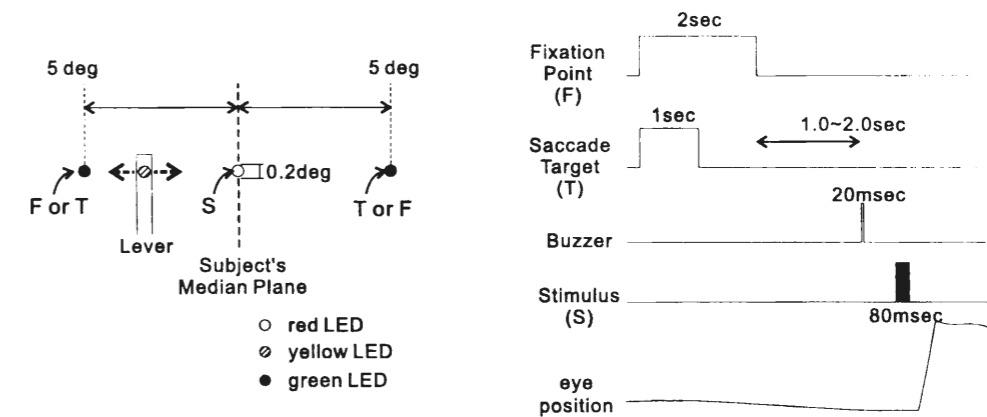 5 deg
5 deg
0.2deg
F or T
S
T or F
Lever
Subject's
Median Plane
red LED
yellow LED
green LED
2sec
Fixation
Point
(F)
1sec
1.0~2.0sec
Saccade
Target
(T)
20msec
Buzzer
Stimulus
(S)
80msec
eye
position